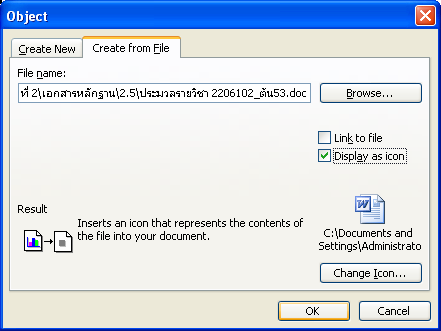 Object
Create New
Create from File
File name:
ที่ 2\เอกสารหลักฐาน\2.5\ประมวลรายวิชา 2206102_ต้น53.doc
Browse...
Link to file
Display as icon
Result
Inserts an icon that represents the contents of
the file into your document.
C:\Documents and
Settings\Administrato
Change Icon...
OK
Cancel